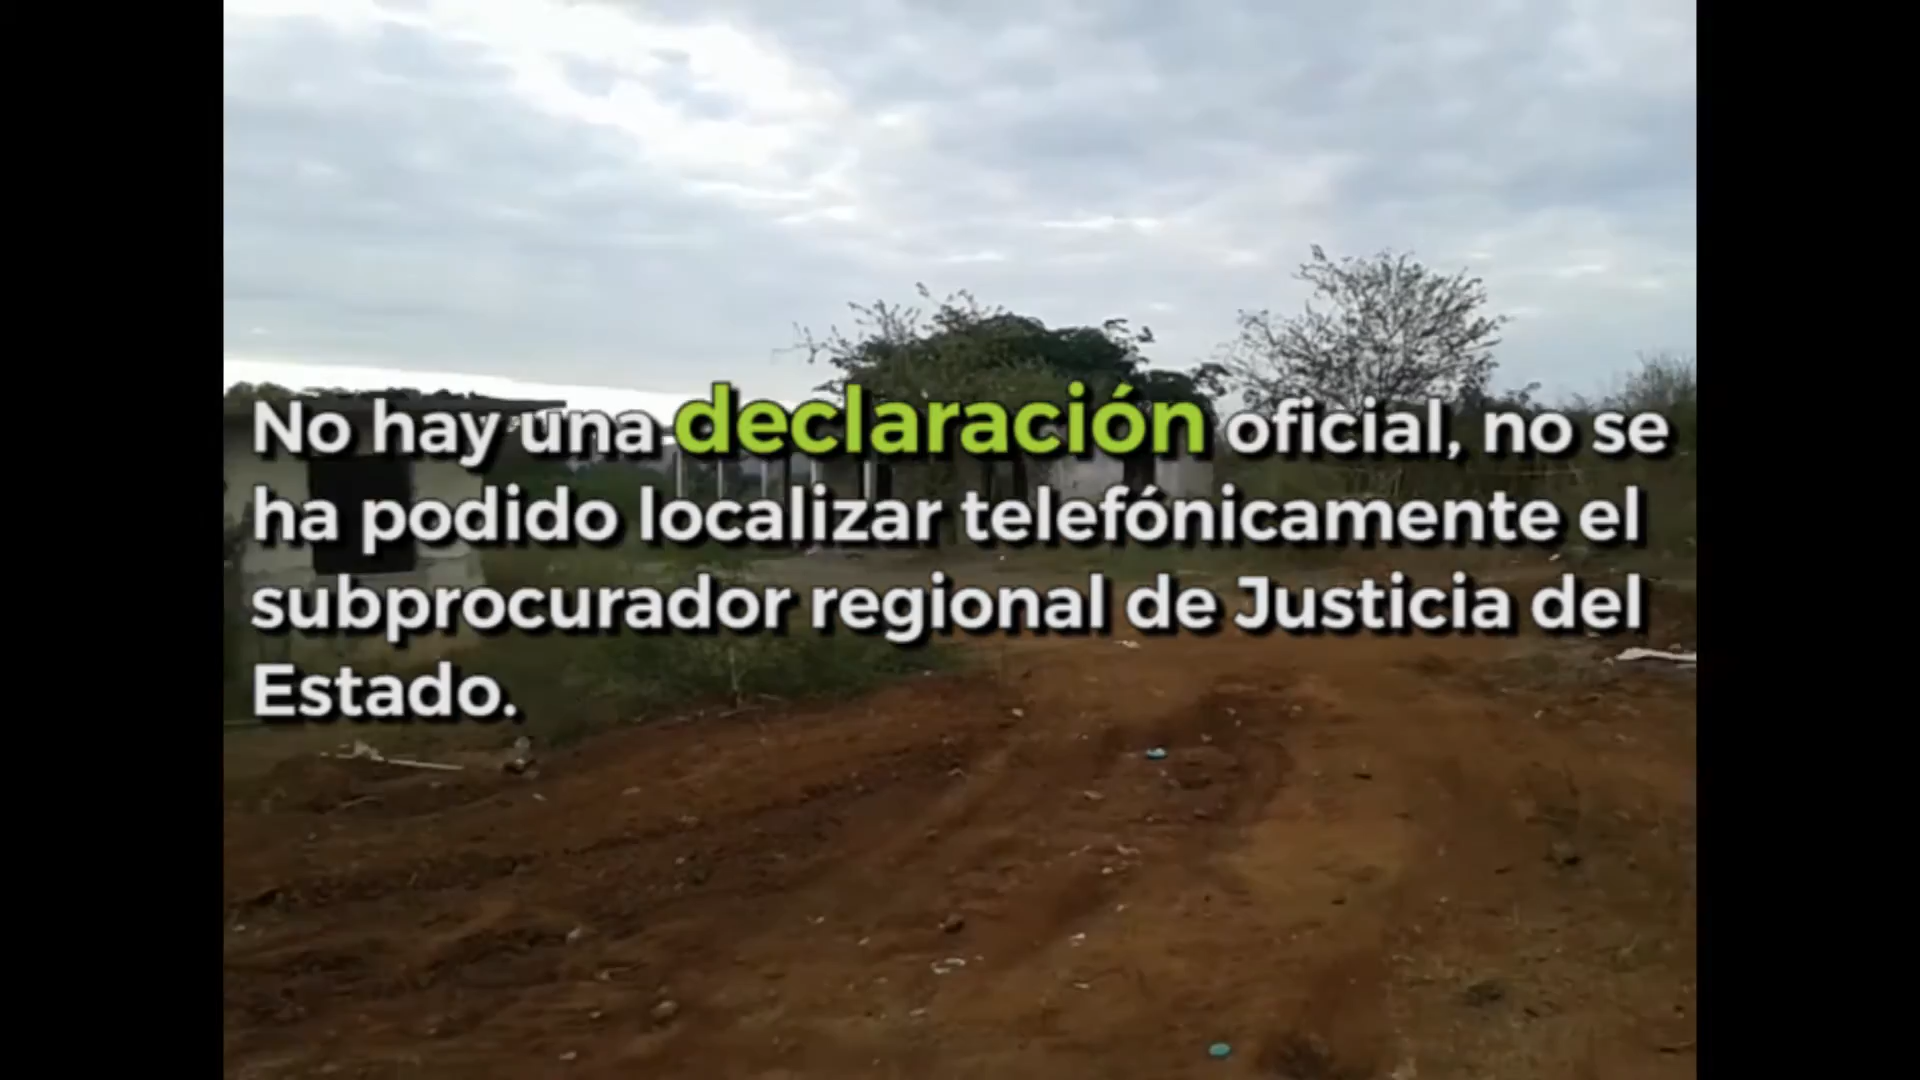 No hay una declaración oficial, no se
ha podido localizar telefónicamente el
subprocurador regional de Justicia del
Estado.